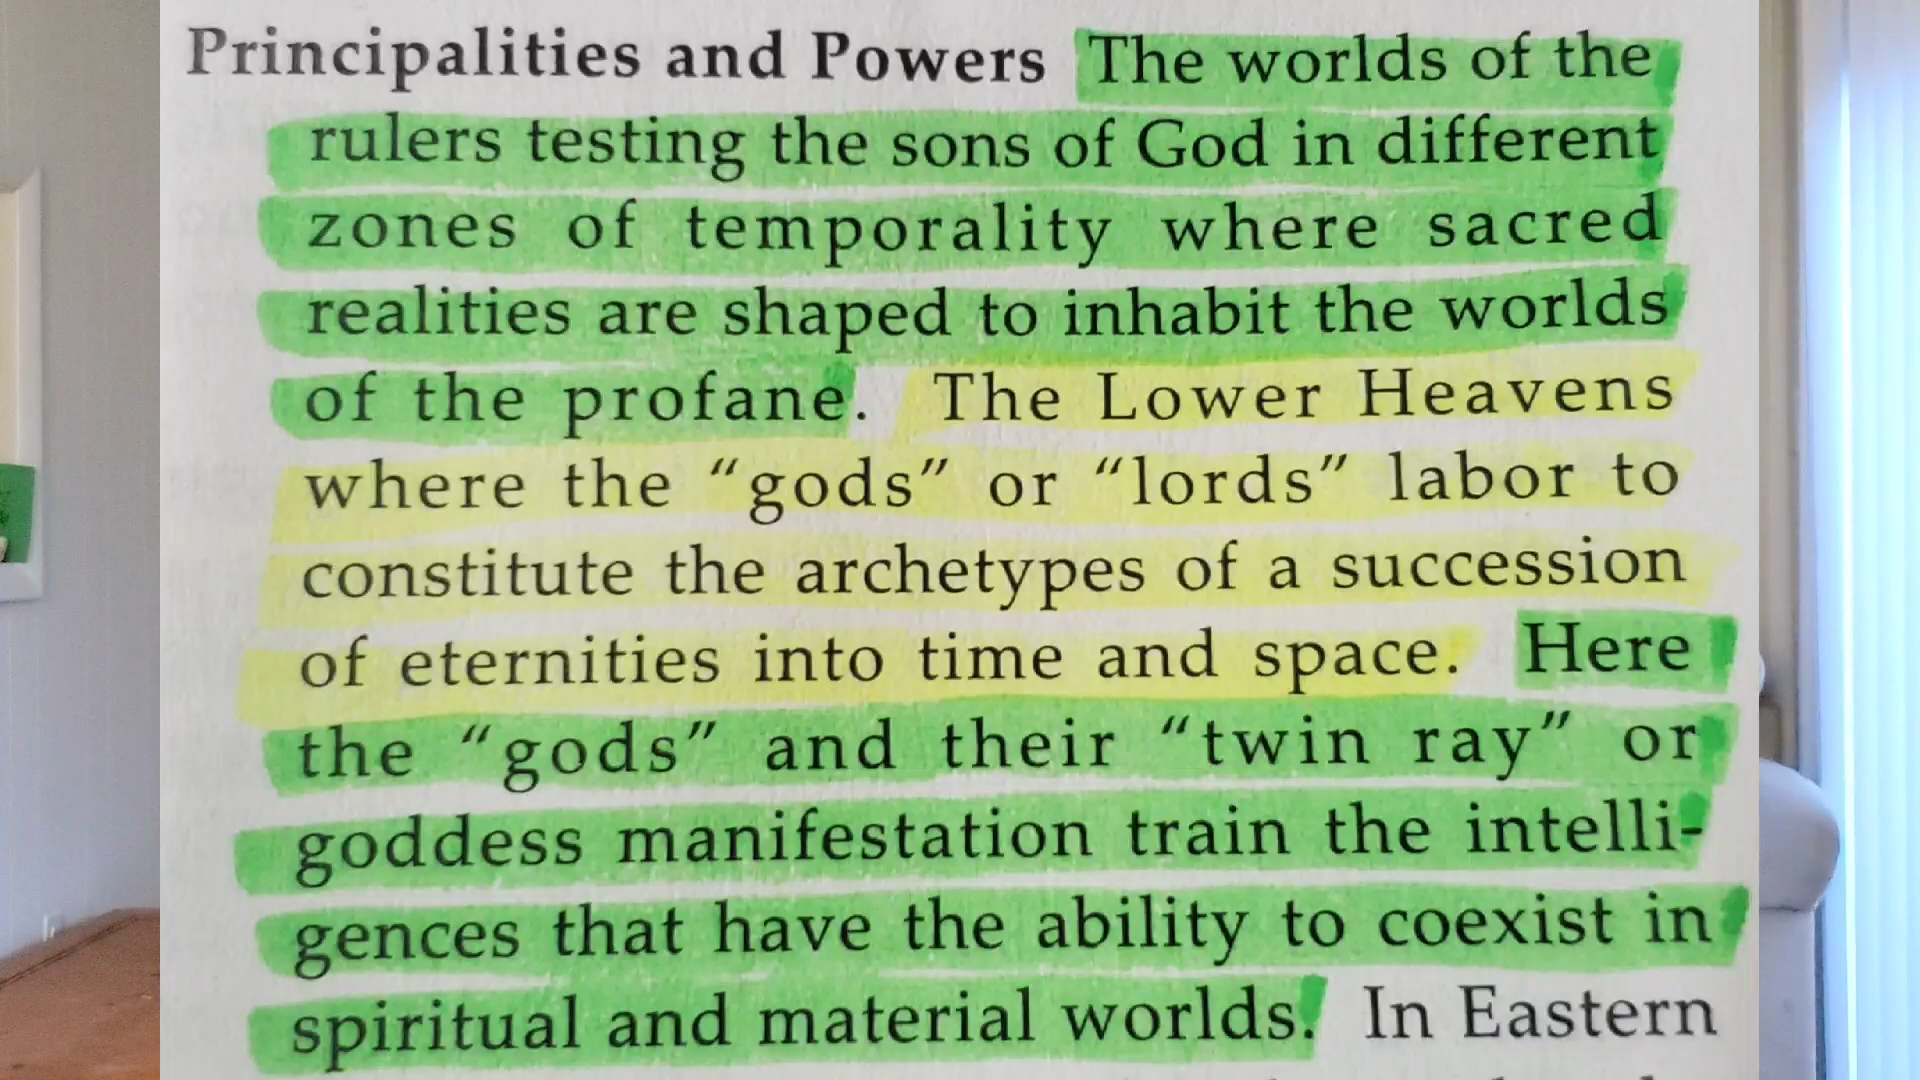 Principalities and Powers The worlds of the
rulers testing the sons of God in different
zones of temporality where sacred
realities are shaped to inhabit the worlds
of the profane. The Lower Heavens
where the “gods” or “lords” labor to
constitute the archetypes of a succession
of eternities into time and space. Here
the “gods” and their “twin ray” or
goddess manifestation train the intelli-
gences that have the ability to coexist in
spiritual and material worlds. In Eastern